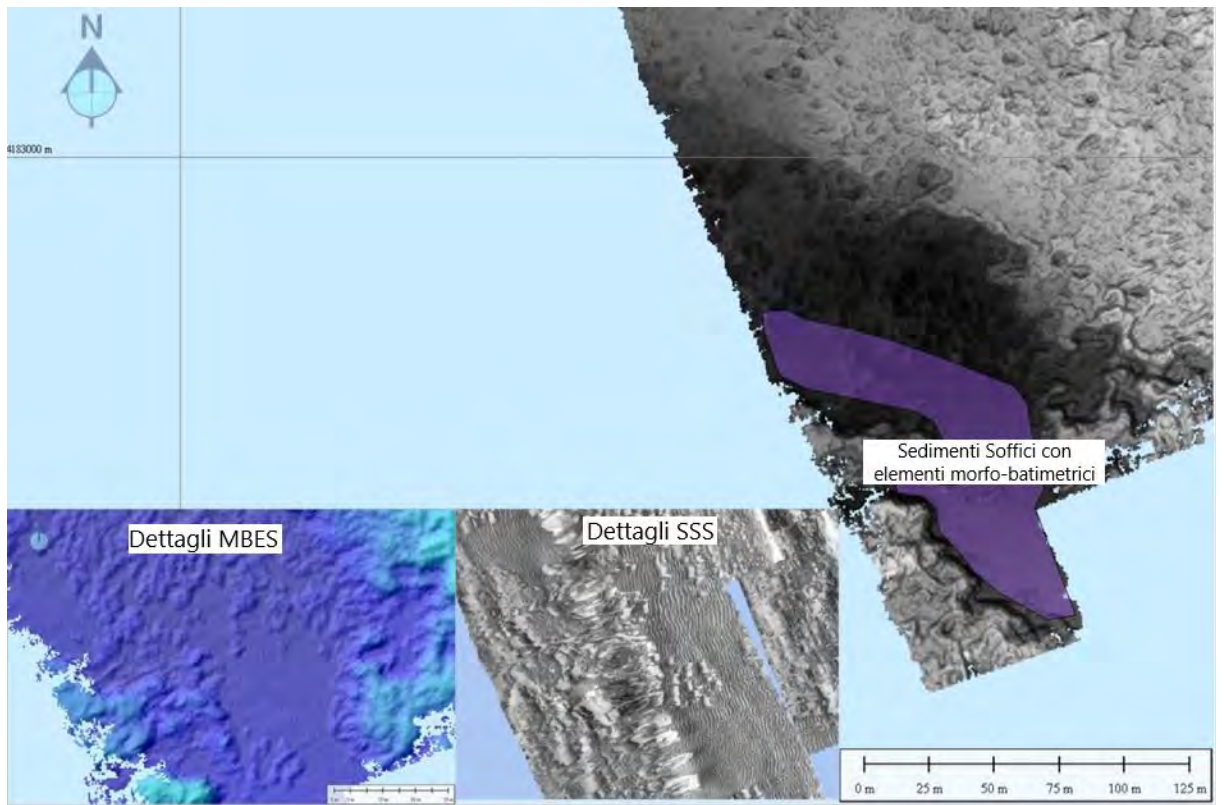 N
4183000 m
Sedimenti Soffici con
elementi morfo-batimetrici
Dettagli MBES
Dettagli SSS
0 m 25 m 50 m 75 m 100 m 125 m